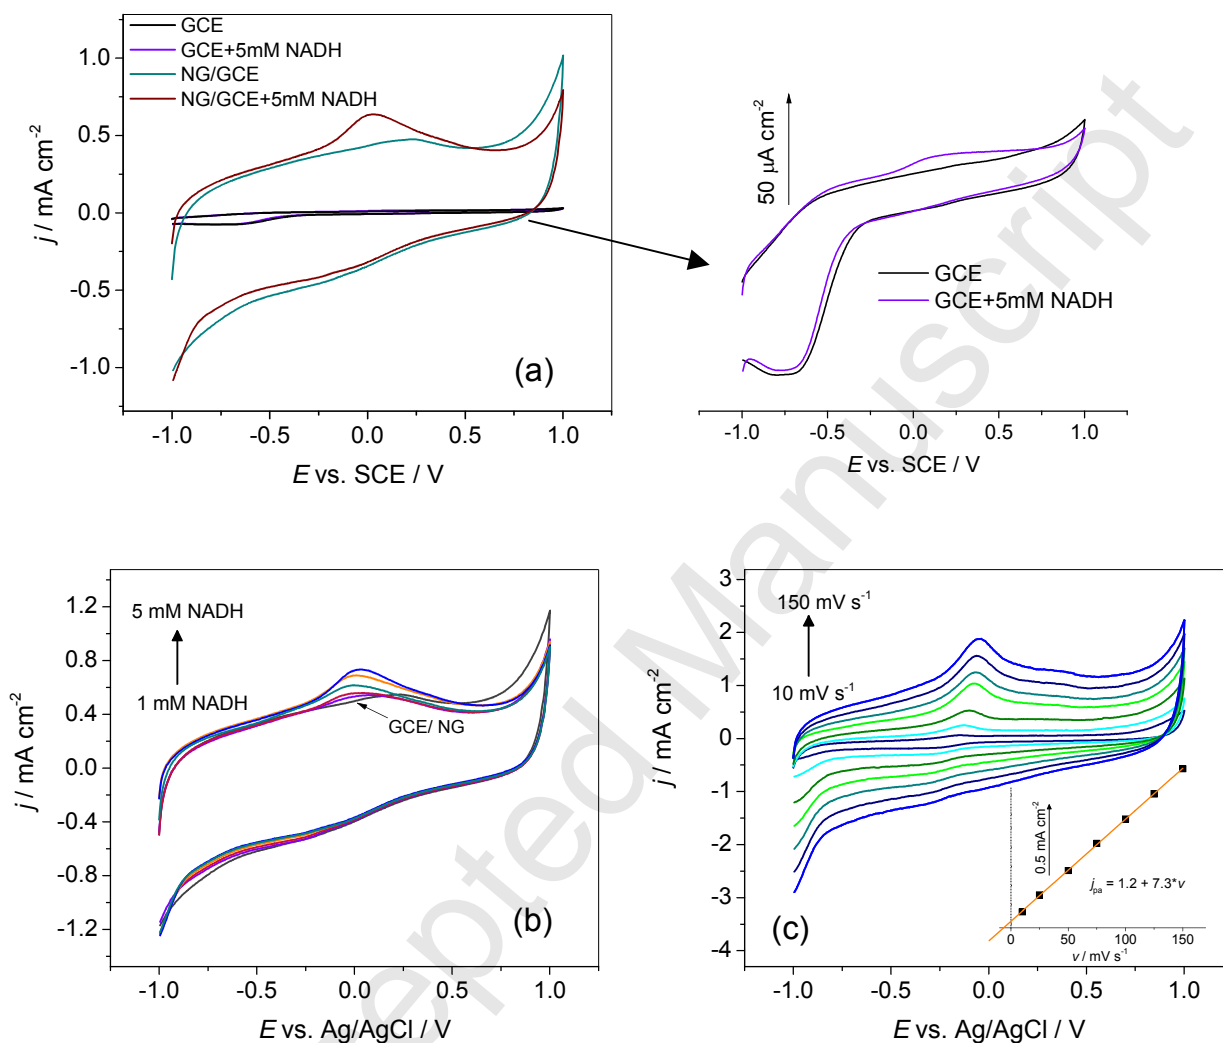 GCE
GCE+5mM NADH
NG/GCE
NG/GCE+5mM NADH
1.0
0.5
0.0
-0.5
-1.0
j / mA cm-2
(a)
-1.0 -0.5 0.0 0.5 1.0
E vs. SCE / V
50 µA cm-2
GCE
GCE+5mM NADH
-1.0 -0.5 0.0 0.5 1.0
E vs. SCE / V
Accepted Manuscript
1.2
0.8
0.4
0.0
-0.4
-0.8
-1.2
j / mA cm-2
5 mM NADH
1 mM NADH
GCE/ NG
(b)
-1.0 -0.5 0.0 0.5 1.0
E vs. Ag/AgCl / V
3
2
1
0
-1
-2
-3
-4
j / mA cm-2
150 mV s-1
10 mV s-1
0.5 mA cm-2
jpa = 1.2 + 7.3*v
0 50 100 150
v / mV s-1
(c)
-1.0 -0.5 0.0 0.5 1.0
E vs. Ag/AgCl / V